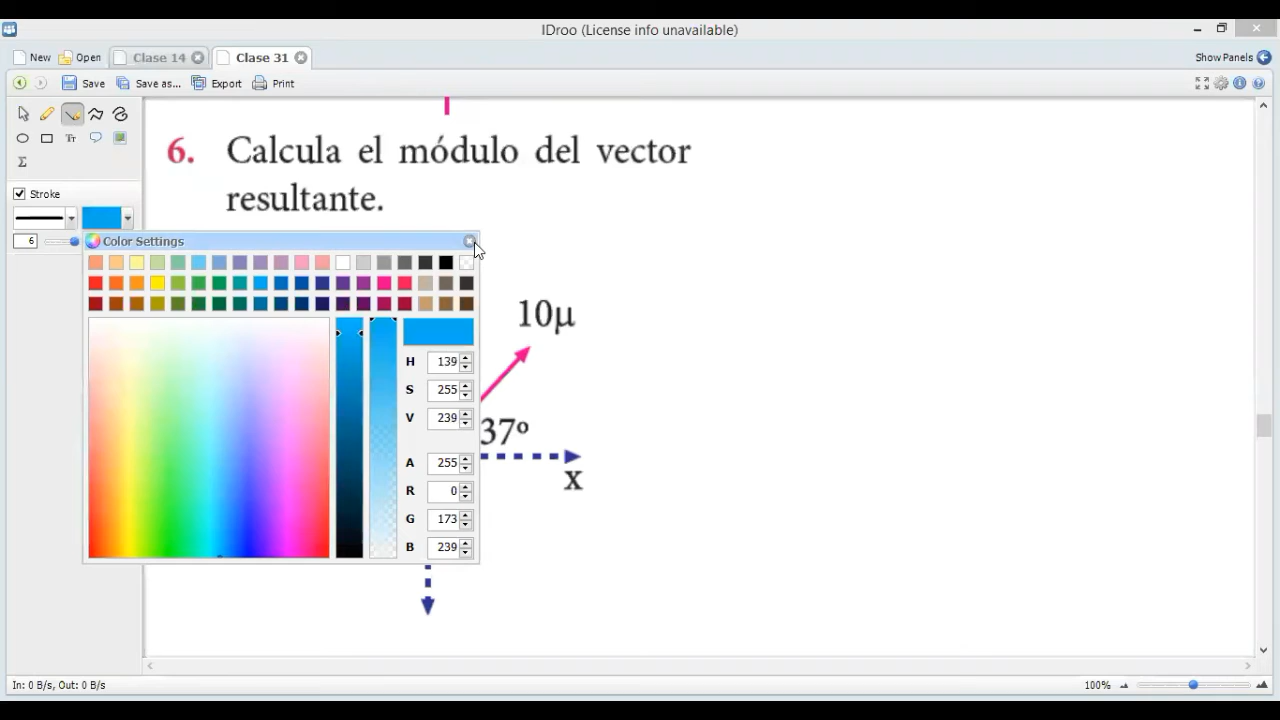 IDroo (License info unavailable)
New Open Clase 14 Clase 31 Show Panels
Save Save as... Export Print
6. Calcula el módulo del vector
resultante.
Stroke
6
Color Settings
10μ
H 139
S 255
V 239
37º
A 255
x
R 0
G 173
B 239
In: 0 B/s, Out: 0 B/s 100%